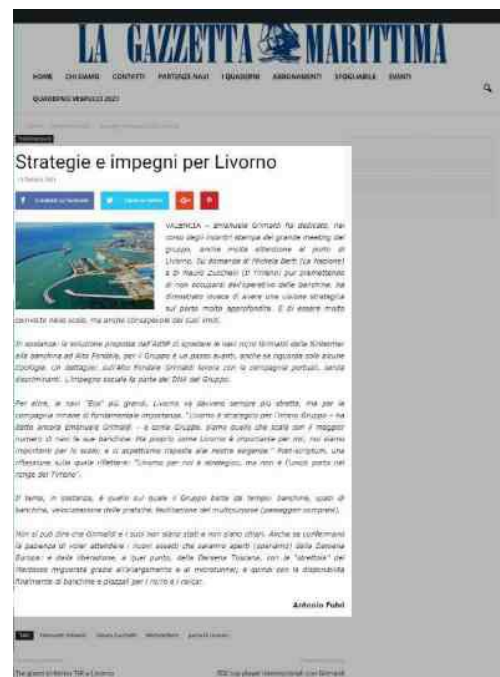 LA GAZZETTA MARITTIMA
HOME CHI SIAMO CONTATTI PARTENZE NAVI I QUADERNI ABBONAMENTI SFOGLIABILE EVENTI
QUADERNO VESPUCCI 2021
Strategie e impegni per Livorno
VALENCIA – Emanuele Grimaldi ha dedicato, nel
corso degli incontri stampa del grande meeting del
gruppo, anche molta attenzione al porto di
Livorno. Su domande di Michela Berti (La Nazione)
e di Mauro Zucchelli (Il Tirreno) pur premettendo
di non occuparsi dell'operativo delle banchine, ha
dimostrato invece di avere una visione strategica
sul porto molto approfondita. E di essere molto
coinvolto nello scalo, ma anche consapevole dei suoi limiti.
In sostanza: la soluzione proposta dall'AdSP di spostare le navi ro/ro Grimaldi dalla Sintermar
alla banchina ad Alto Fondale, per il Gruppo è un passo avanti, anche se riguarda solo alcune
tipologie. Un dettaglio: sull'Alto Fondale Grimaldi lavora con la compagnia portuali, senza
discriminanti. L'impegno sociale fa parte del DNA del Gruppo.
Per altre, le navi "Eco" più grandi, Livorno va davvero sempre più stretta, ma per la
compagnia rimane di fondamentale importanza. "Livorno è strategico per l'intero Gruppo – ha
detto ancora Emanuele Grimaldi – e come Gruppo, siamo quello che scala con il maggior
numero di navi le sue banchine. Ma proprio come Livorno è importante per noi, noi siamo
importanti per lo scalo; e ci aspettiamo risposte alle nostre esigenze." Post-scriptum, una
riflessione sulla quale riflettere: "Livorno per noi è strategico, ma non è l'unico porto nel
range del Tirreno".
Il tema, in sostanza, è quello sul quale il Gruppo batte da tempo: banchine, spazi di
banchina, velocizzazione delle pratiche, facilitazione del multipurpose (passeggeri compresi).
Non si può dire che Grimaldi e i suoi non siano stati e non siano chiari. Anche se confermano
la pazienza di voler attendere i nuovi assetti che saranno aperti (speriamo) dalla Darsena
Europa; e dalla liberazione, a quel punto, della Darsena Toscana, con la "strettoia" del
Marzocco migliorata grazie all'allargamento e al microtunnel; e quindi con la disponibilità
finalmente di banchine e piazzali per i ro/ro e i car/car.
Antonio Fulvi